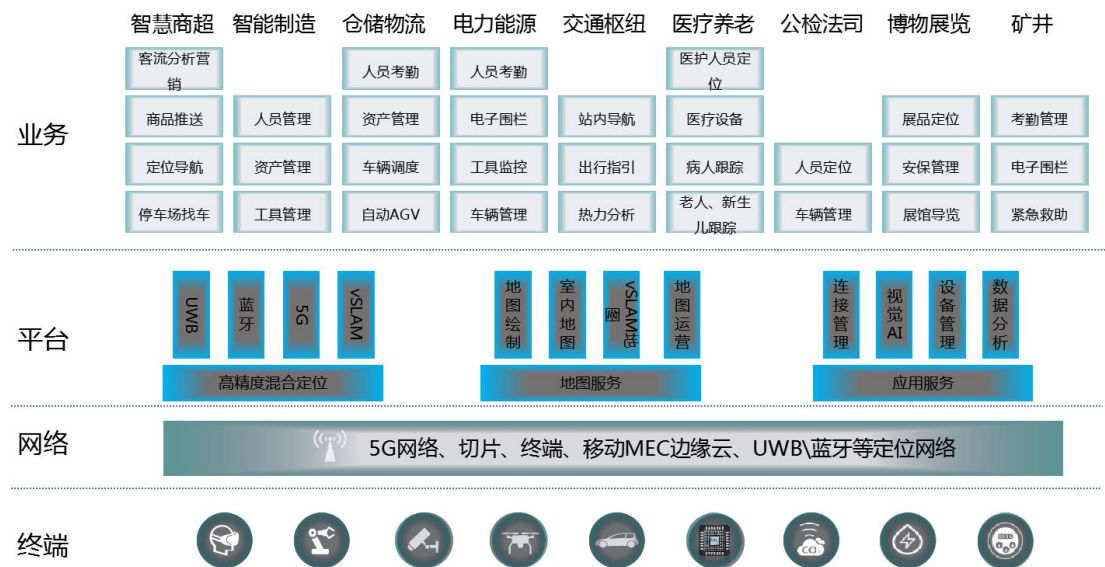 智慧商超 智能制造 仓储物流 电力能源 交通枢纽 医疗养老 公检法司 博物展览 矿井
客流分析营
销
人员考勤
人员考勤
医护人员定
位
业务
商品推送 人员管理 资产管理 电子围栏 站内导航 医疗设备 展品定位 考勤管理
定位导航 资产管理 车辆调度 工具监控 出行指引 病人跟踪 人员定位 安保管理 电子围栏
停车场找车 工具管理 自动AGV 车辆管理 热力分析
老人、新生
儿跟踪
车辆管理 展馆导览 紧急救助
平台
UWB
蓝牙
5G
vSLAM
高精度混合定位
地图绘制
室内地图
vSLAM地
图
地图运营
地图服务
连接管理
视觉AI
设备管理
数据分析
应用服务
网络
5G网络、切片、终端、移动MEC边缘云、UWB\蓝牙等定位网络
终端
CO2